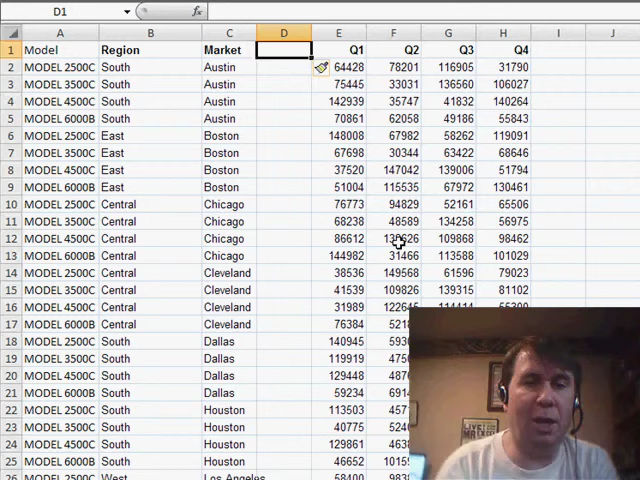 D1 fx
A B C D E F G H I J
1 Model Region Market Q1 Q2 Q3 Q4
2 MODEL 2500C South Austin 64428 78201 116905 31790
3 MODEL 3500C South Austin 75445 33031 136560 106027
4 MODEL 4500C South Austin 142939 35747 41832 140264
5 MODEL 6000B South Austin 70861 62058 49186 55843
6 MODEL 2500C East Boston 148008 67982 58262 119091
7 MODEL 3500C East Boston 67698 30344 63422 68646
8 MODEL 4500C East Boston 37520 147042 139006 51794
9 MODEL 6000B East Boston 51004 115535 67972 130461
10 MODEL 2500C Central Chicago 76773 94829 52161 65506
11 MODEL 3500C Central Chicago 68238 48589 134258 56975
12 MODEL 4500C Central Chicago 86612 109868 98462
13 MODEL 6000B Central Chicago 144982 31466 113588 101029
14 MODEL 2500C Central Cleveland 38536 149568 61596 79023
15 MODEL 3500C Central Cleveland 41539 109826 139315 81102
16 MODEL 4500C Central Cleveland 31989
17 MODEL 6000B Central Cleveland 76384
18 MODEL 2500C South Dallas 140945
19 MODEL 3500C South Dallas 119919
20 MODEL 4500C South Dallas 129448
21 MODEL 6000B South Dallas 59234
22 MODEL 2500C South Houston 113503
23 MODEL 3500C South Houston 40775
24 MODEL 4500C South Houston 129861
25 MODEL 6000B South Houston 46652
26 MODEL 2500C West Los Angeles 58400